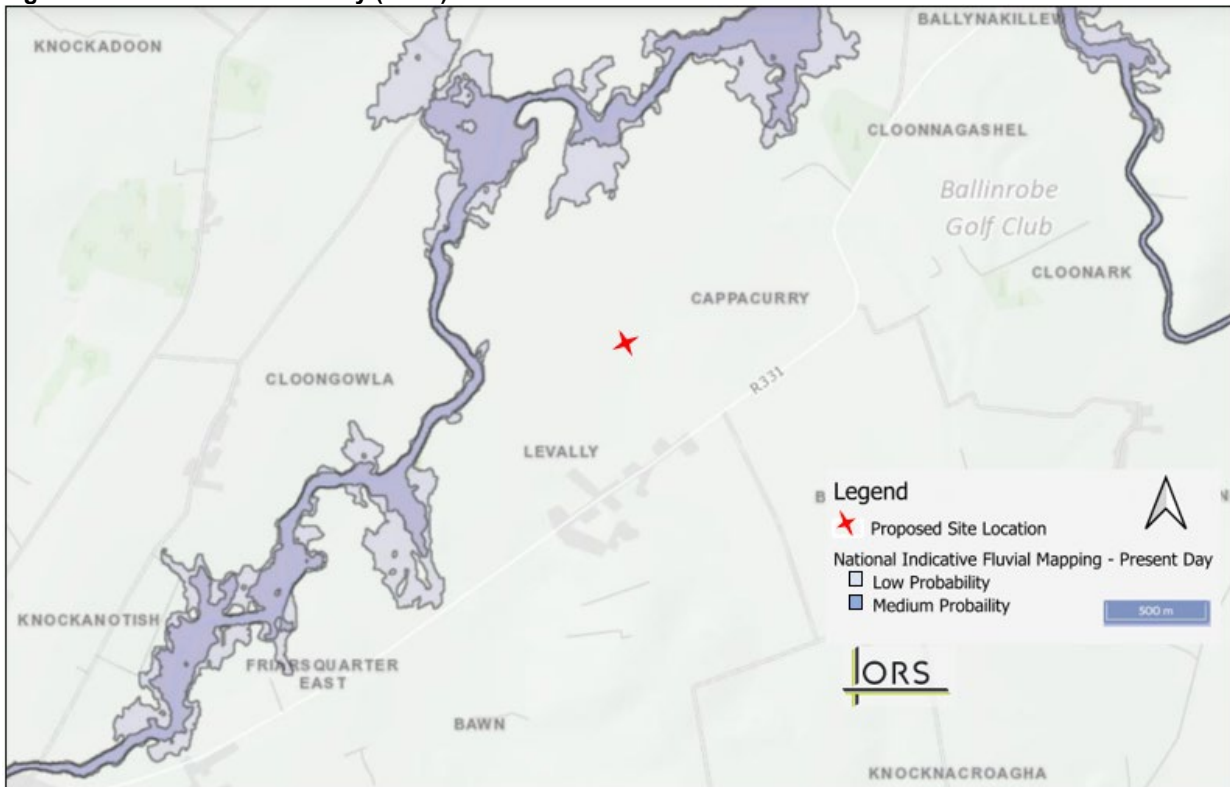 KNOCKADOON
BALLYNAKILLEW
CLOONNAGASHEL
Ballinrobe
Golf Club
CLOONARK
CAPPACURRY
CLOONGOWLA
R331
LEVALLY
Legend
Proposed Site Location
National Indicative Fluvial Mapping - Present Day
Low Probability
Medium Probaility
500 m
KNOCKANOTISH
FRIARSQUARTER
EAST
JORS
BAWN
KNOCKNACROAGHA